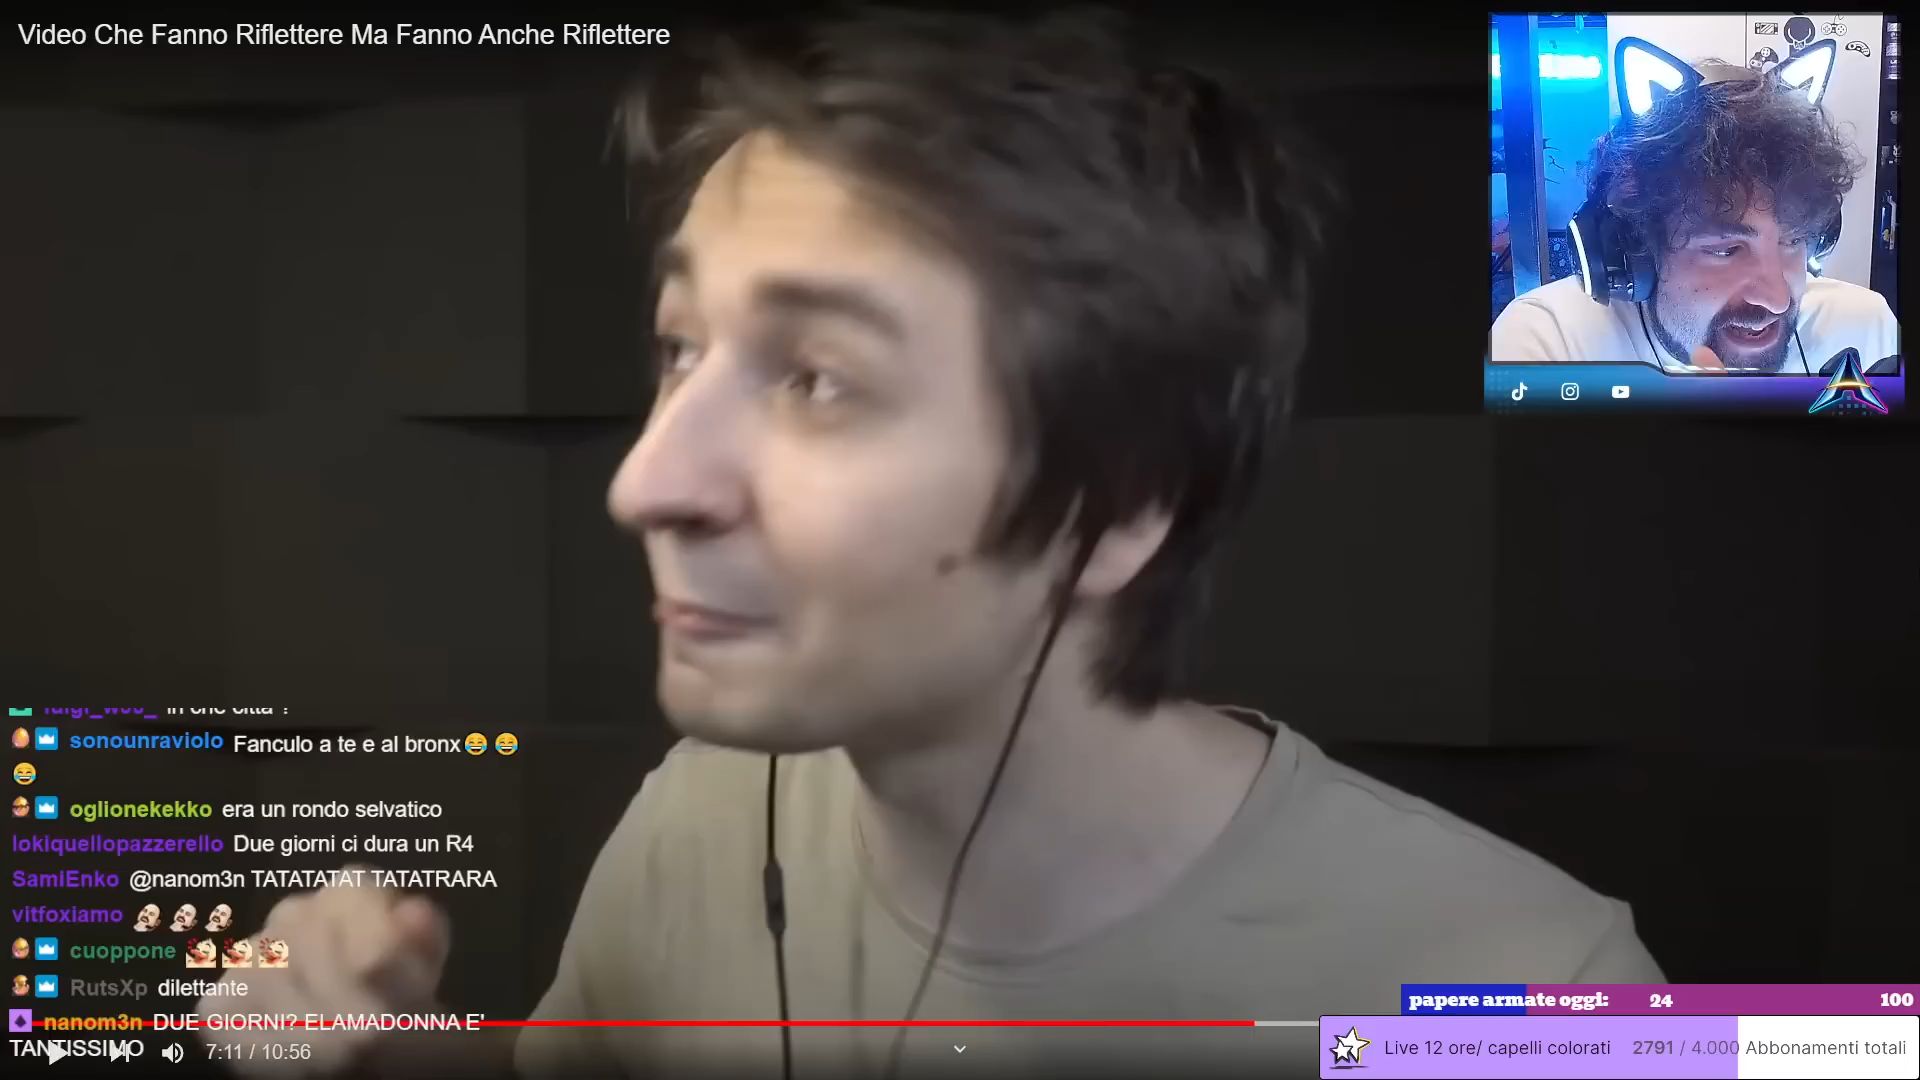 Video Che Fanno Riflettere Ma Fanno Anche Riflettere
in che citta ?
sonounraviolo Fanculo a te e al bronx😂 😂
😂
oglionekekko era un rondo selvatico
lokiquellopazzerello Due giorni ci dura un R4
SamiEnko @nanom3n TATATATAT TATATRARA
vitfoxiamo
cuoppone
RutsXp dilettante
nanom3n DUE GIORNI? ELAMADONNA E'
TANTISSIMO
7:11 / 10:56
papere armate oggi: 24 100
Live 12 ore/ capelli colorati 2791 / 4.000 Abbonamenti totali